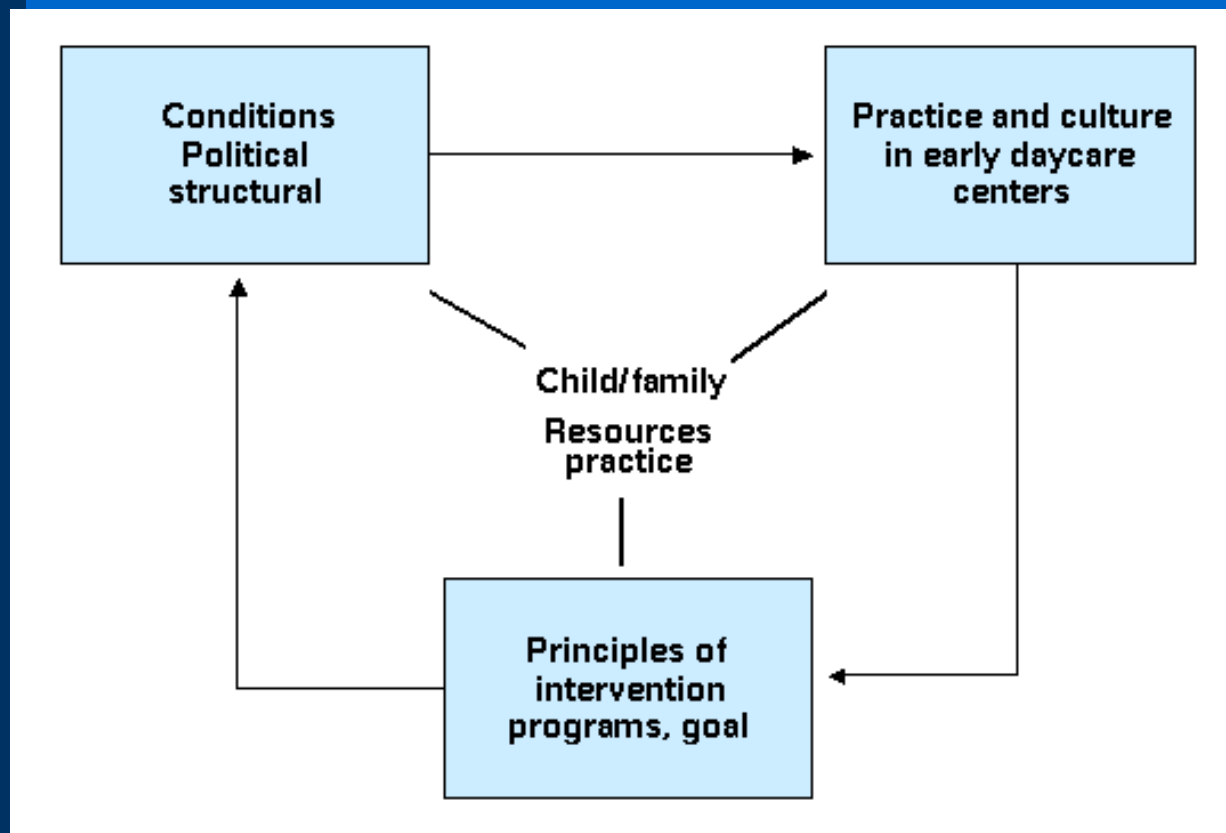 Conditions
Political
structural
Practice and culture
in early daycare
centers
Child/family
Resources
practice
Principles of
intervention
programs, goal